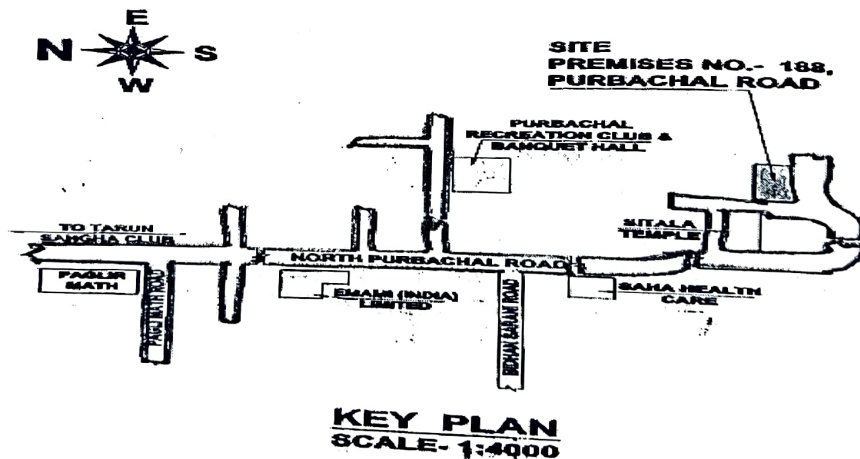 E
N S
W
SITE
PREMISES NO.- 188,
PURBACHAL ROAD
PURBACHAL
RECREATION CLUB &
BANQUET HALL
TO TARUN
SANGHA CLUB
SITALA
TEMPLE
NORTH PURBACHAL ROAD
PAGLIR
MATH
PAGLI MATH ROAD
(INDIA)
LIMITED
BIDHAN SARANI ROAD
SAHA HEALTH
CARE
KEY PLAN
SCALE- 1:4000